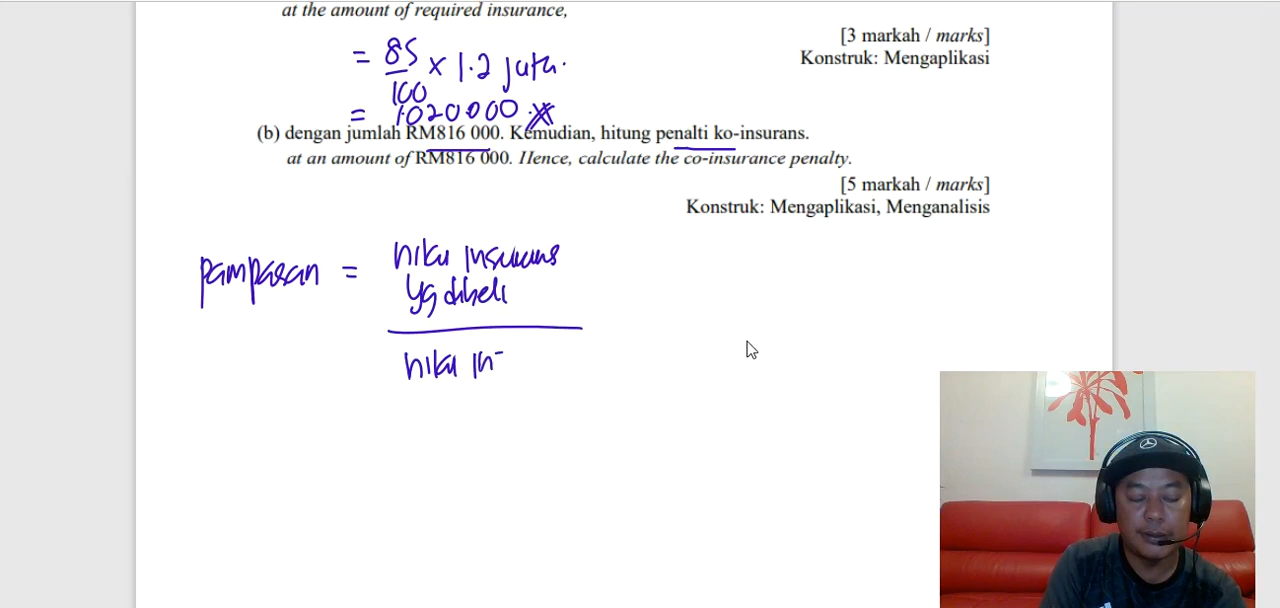 at the amount of required insurance,
[3 markah / marks]
Konstruk: Mengaplikasi
= 85/100 × 1.2 juta.
= 1020000
(b) dengan jumlah RM816 000. Kemudian, hitung penalti ko-insurans.
at an amount of RM816 000. Hence, calculate the co-insurance penalty.
[5 markah / marks]
Konstruk: Mengaplikasi, Menganalisis
pampasan = nilai insurans
yg dibeli
nilai in